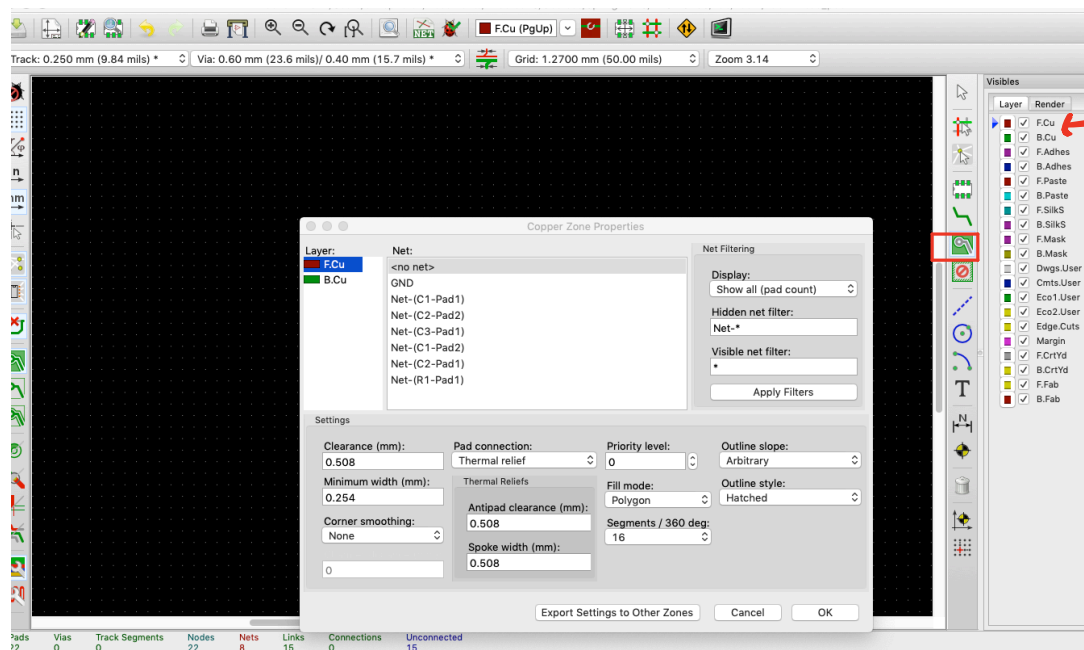 F.Cu (PgUp)
Track: 0.250 mm (9.84 mils) *
Via: 0.60 mm (23.6 mils)/ 0.40 mm (15.7 mils) *
Grid: 1.2700 mm (50.00 mils)
Zoom 3.14
Visibles
Layer Render
F.Cu
B.Cu
F.Adhes
B.Adhes
F.Paste
B.Paste
F.SilkS
B.SilkS
F.Mask
B.Mask
Dwgs.User
Cmts.User
Eco1.User
Eco2.User
Edge.Cuts
Margin
F.CrtYd
B.CrtYd
F.Fab
B.Fab
Copper Zone Properties
Layer:
F.Cu
B.Cu
Net:
<no net>
GND
Net-(C1-Pad1)
Net-(C2-Pad2)
Net-(C3-Pad1)
Net-(C1-Pad2)
Net-(C2-Pad1)
Net-(R1-Pad1)
Net Filtering
Display:
Show all (pad count)
Hidden net filter:
Net-*
Visible net filter:
*
Apply Filters
Settings
Clearance (mm):
0.508
Minimum width (mm):
0.254
Corner smoothing:
None
0
Pad connection:
Thermal relief
Thermal Reliefs
Antipad clearance (mm):
0.508
Spoke width (mm):
0.508
Priority level:
0
Fill mode:
Polygon
Segments / 360 deg:
16
Outline slope:
Arbitrary
Outline style:
Hatched
Export Settings to Other Zones
Cancel
OK
T
N
Pads Vias Track Segments Nodes Nets Links Connections Unconnected
22 0 0 22 8 15 0 15